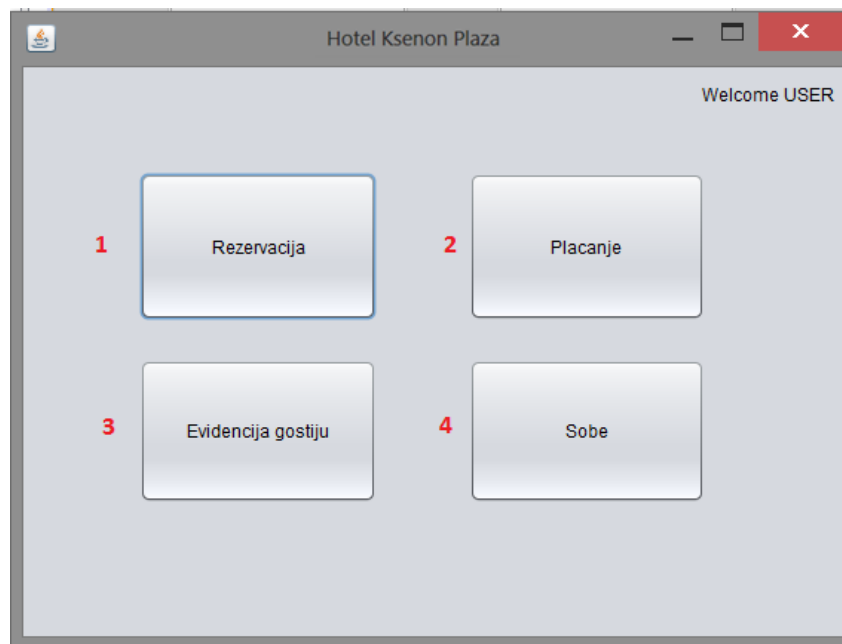 Hotel Ksenon Plaza
Welcome USER
1 Rezervacija 2 Placanje
3 Evidencija gostiju 4 Sobe